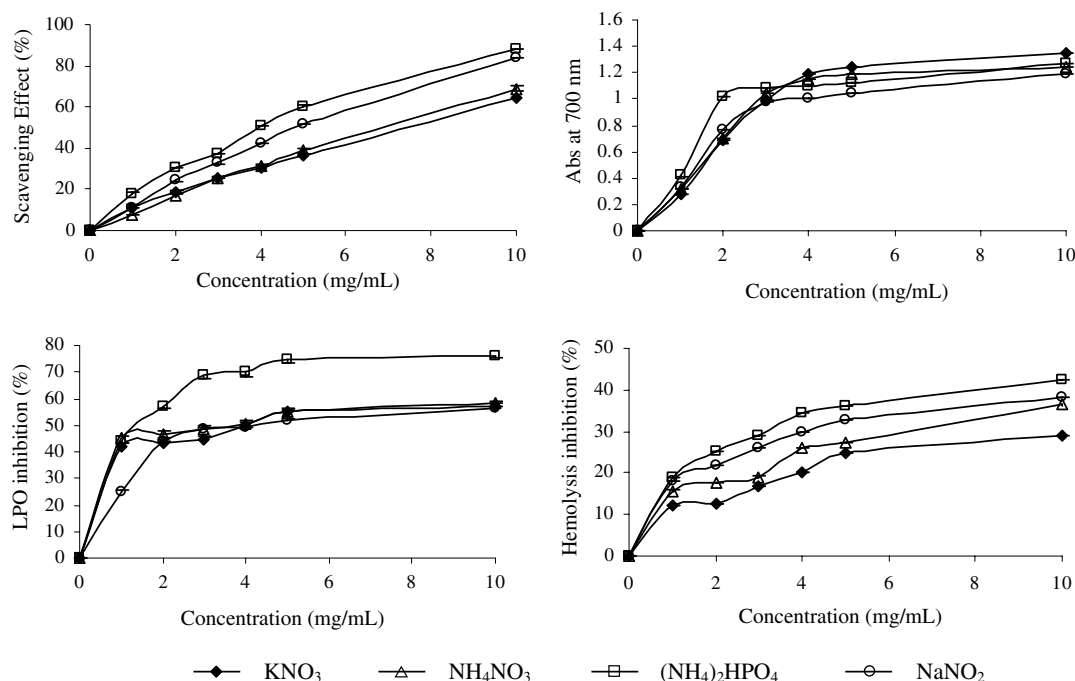 Scavenging Effect (%)
100
80
60
40
20
0
0 2 4 6 8 10
Concentration (mg/mL)
Abs at 700 nm
1.6
1.4
1.2
1
0.8
0.6
0.4
0.2
0
0 2 4 6 8 10
Concentration (mg/mL)
LPO inhibition (%)
80
70
60
50
40
30
20
10
0
0 2 4 6 8 10
Concentration (mg/mL)
Hemolysis inhibition (%)
50
40
30
20
10
0
0 2 4 6 8 10
Concentration (mg/mL)
KNO₃ NH₄NO₃ (NH₄)₂HPO₄ NaNO₂